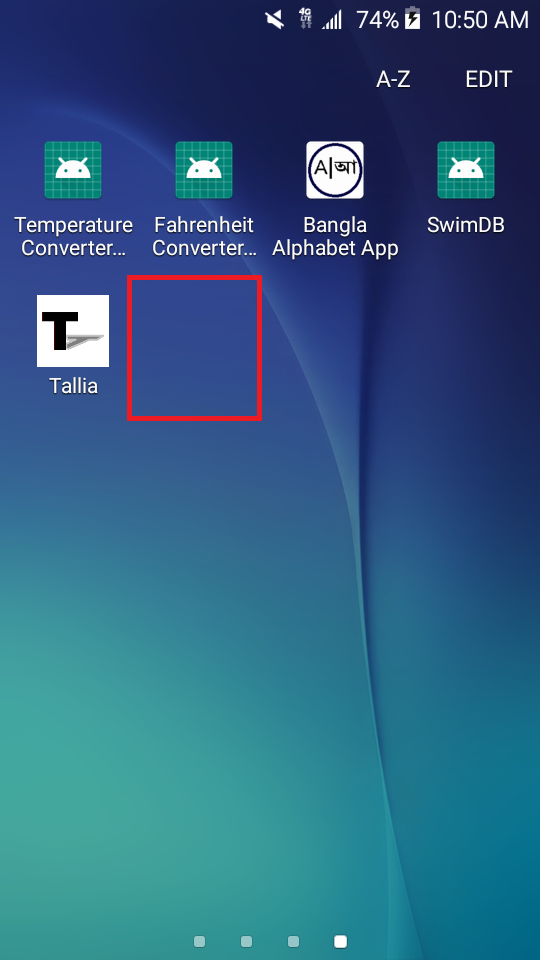 4G LTE 74% 10:50 AM
A-Z EDIT
A|আ
Temperature Converter...
Fahrenheit Converter...
Bangla Alphabet App
SwimDB
T
Tallia